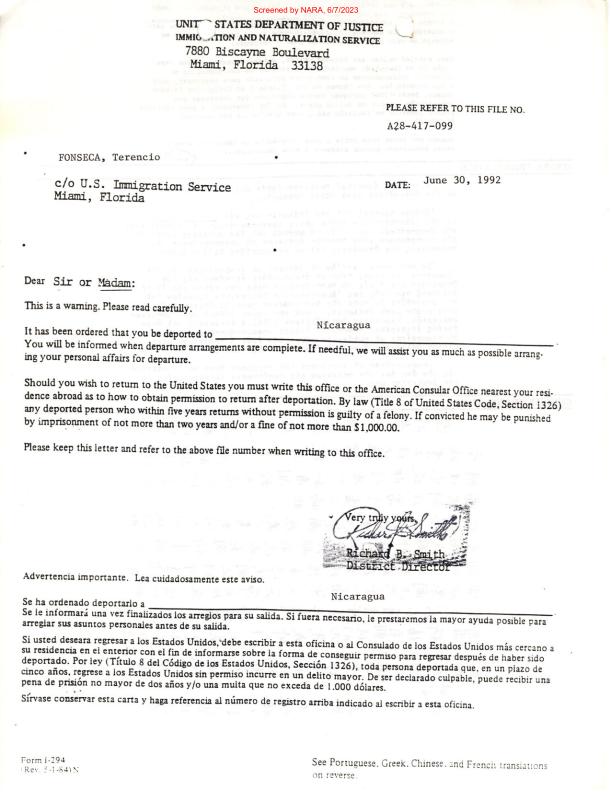 Screened by NARA, 6/7/2023
UNIT STATES DEPARTMENT OF JUSTICE
IMMIG ATION AND NATURALIZATION SERVICE
7880 Biscayne Boulevard
Miami, Florida 33138
PLEASE REFER TO THIS FILE NO.
A28-417-099
FONSECA, Terencio
c/o U.S. Immigration Service
Miami, Florida
DATE: June 30, 1992
Dear Sir or Madam:
This is a warning. Please read carefully.
Nicaragua
It has been ordered that you be deported to
You will be informed when departure arrangements are complete. If needful, we will assist you as much as possible arrang-
ing your personal affairs for departure.
Should you wish to return to the United States you must write this office or the American Consular Office nearest your resi-
dence abroad as to how to obtain permission to return after deportation. By law (Title 8 of United States Code, Section 1326)
any deported person who within five years returns without permission is guilty of a felony. If convicted he may be punished
by imprisonment of not more than two years and/or a fine of not more than $1,000.00.
Please keep this letter and refer to the above file number when writing to this office.
Very truly yours,
Richard B. Smith
Richard B. Smith
District Director
Advertencia importante. Lea cuidadosamente este aviso.
Nicaragua
Se ha ordenado deportarlo a
Se le informará una vez finalizados los arreglos para su salida. Si fuera necesario, le prestaremos la mayor ayuda posible para
arreglar sus asuntos personales antes de su salida.
Si usted deseara regresar a los Estados Unidos, debe escribir a esta oficina o al Consulado de los Estados Unidos más cercano a
su residencia en el enterior con el fin de informarse sobre la forma de conseguir permiso para regresar después de haber sido
deportado. Por ley (Título 8 del Código de los Estados Unidos, Sección 1326), toda persona deportada que, en un plazo de
cinco años, regrese a los Estados Unidos sin permiso incurre en un delito mayor. De ser declarado culpable, puede recibir una
pena de prisión no mayor de dos años y/o una multa que no exceda de 1.000 dólares.
Sírvase conservar esta carta y haga referencia al número de registro arriba indicado al escribir a esta oficina.
Form I-294
(Rev. 5-1-84)N
See Portuguese, Greek, Chinese, and French translations
on reverse.